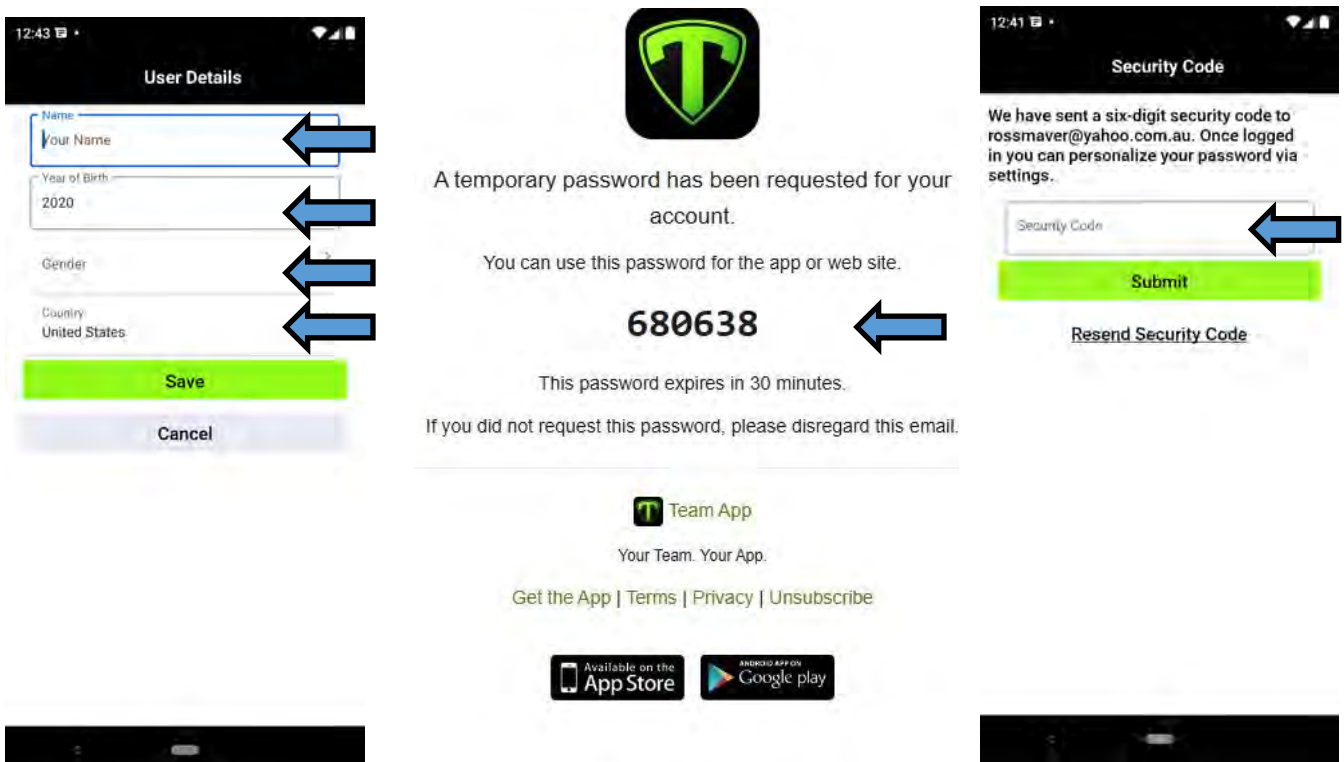 12:43
User Details
Name
Your Name
Year of Birth
2020
Gender
Country
United States
Save
Cancel
A temporary password has been requested for your
account.
You can use this password for the app or web site.
680638
This password expires in 30 minutes.
If you did not request this password, please disregard this email.
Team App
Your Team. Your App.
Get the App | Terms | Privacy | Unsubscribe
Available on the
App Store
ANDROID APP ON
Google play
12:41
Security Code
We have sent a six-digit security code to
rossmaver@yahoo.com.au. Once logged
in you can personalize your password via
settings.
Security Code
Submit
Resend Security Code